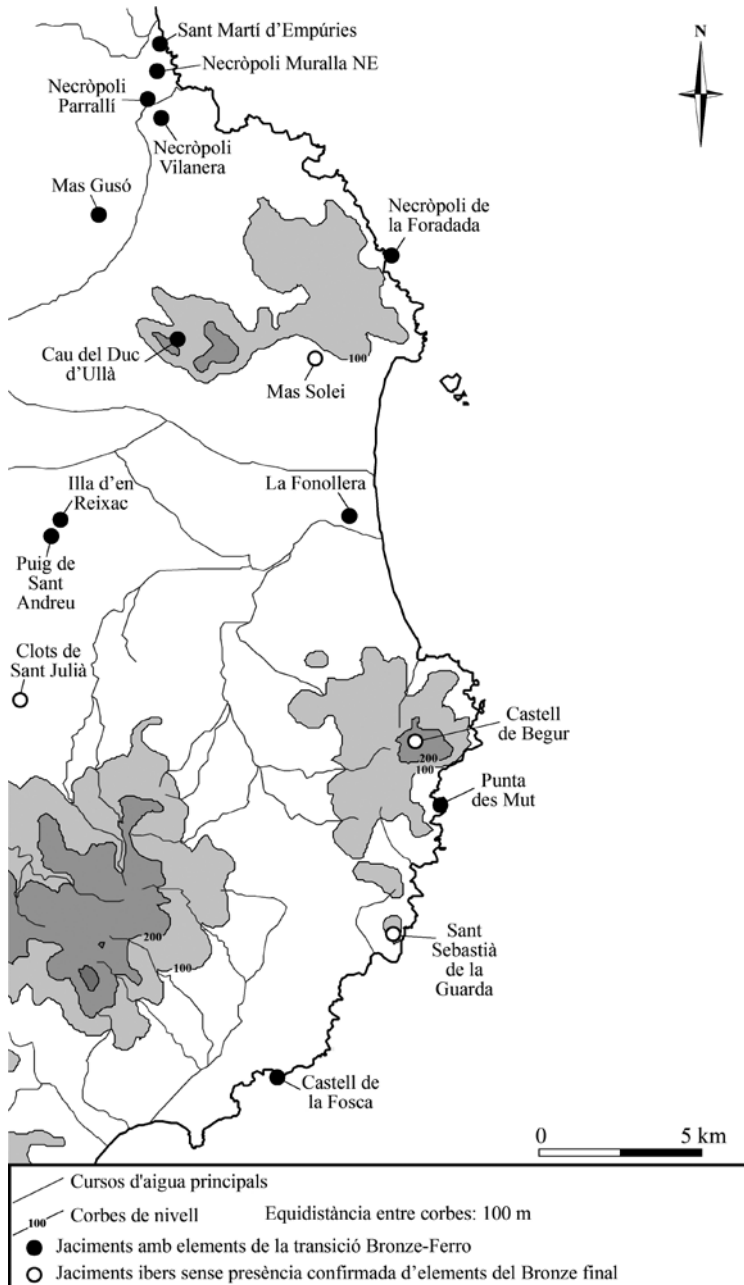 Sant Martí d'Empúries
N
Necròpoli Muralla NE
Necròpoli
Parrallí
Necròpoli
Vilanera
Mas Gusó
Necròpoli de
la Foradada
Cau del Duc
d'Ullà
100
Mas Solei
Illa d'en
Reixac
La Fonollera
Puig de
Sant
Andreu
Clots de
Sant Julià
Castell
de Begur
200
100
Punta
des Mut
200
100
Sant
Sebastià
de la
Guarda
Castell de
la Fosca
0 5 km
Cursos d'aigua principals
100 Corbes de nivell Equidistància entre corbes: 100 m
Jaciments amb elements de la transició Bronze-Ferro
Jaciments ibers sense presència confirmada d'elements del Bronze final